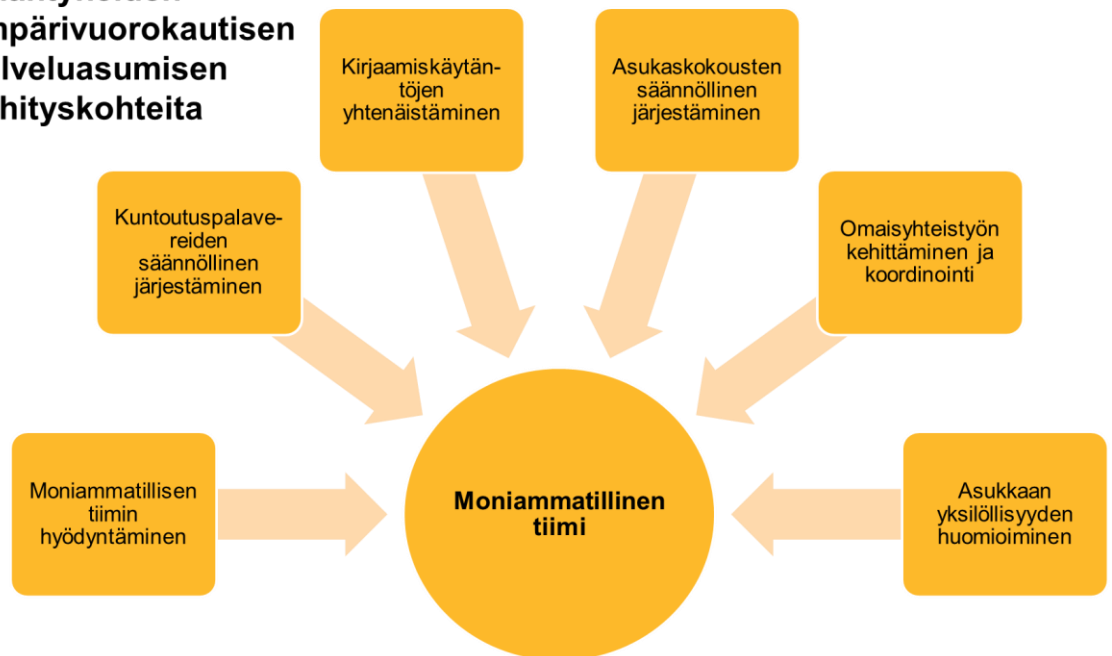 mpärivuorokautisen
lveluasumisen
hityskohteita
Kirjaamiskäytän-
töjen
yhtenäistäminen
Asukaskokousten
säännöllinen
järjestäminen
Kuntoutuspalave-
reiden
säännöllinen
järjestäminen
Omaisyhteistyön
kehittäminen ja
koordinointi
Moniammatillisen
tiimin
hyödyntäminen
Moniammatillinen
tiimi
Asukkaan
yksilöllisyyden
huomioiminen